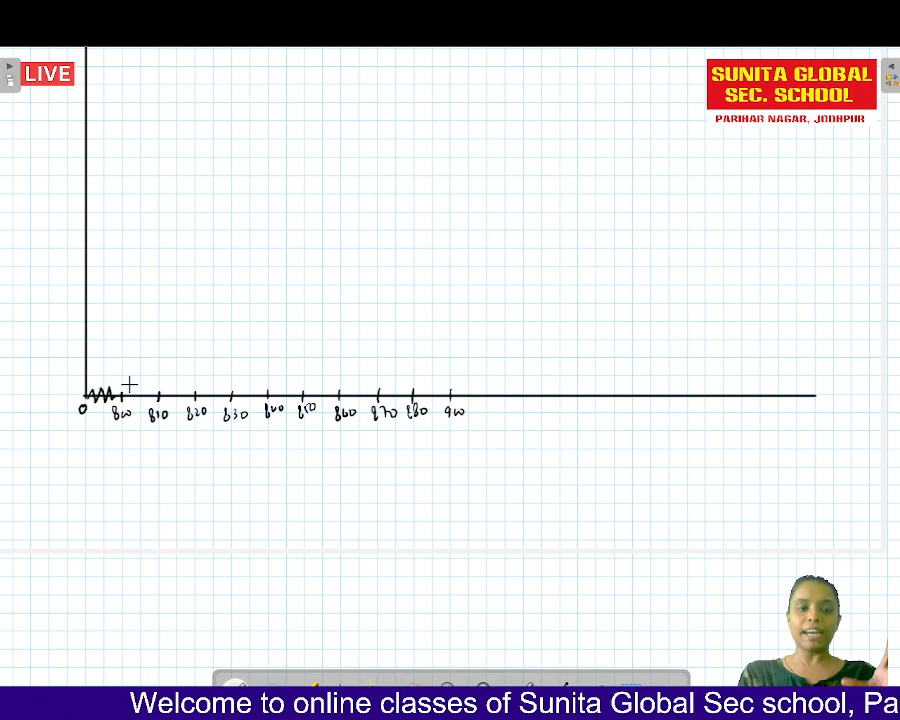 LIVE
SUNITA GLOBAL
SEC. SCHOOL
PARIHAR NAGAR, JODHPUR
0 800 810 820 830 840 850 860 870 880 900
Welcome to online classes of Sunita Global Sec school, Pa